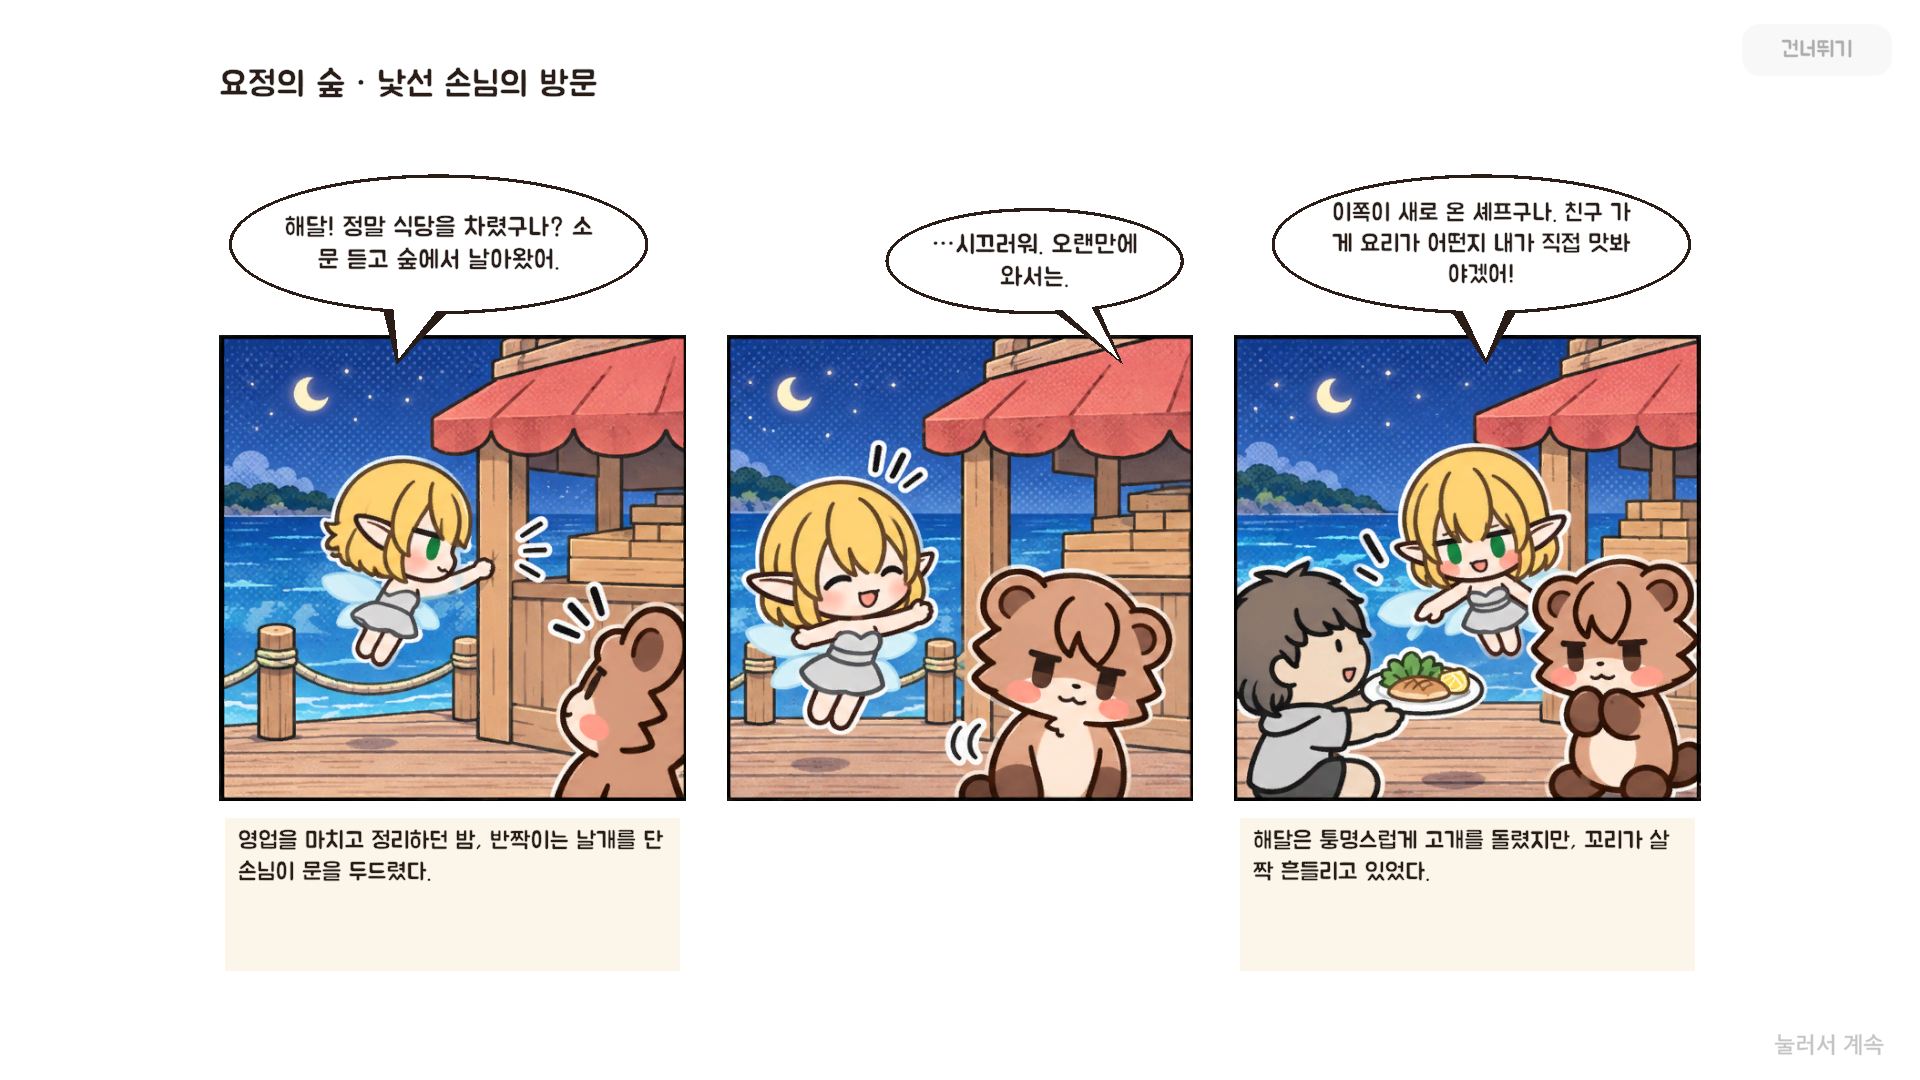 건너뛰기
요정의 숲 · 낯선 손님의 방문
해달! 정말 식당을 차렸구나? 소
문 듣고 숲에서 날아왔어.
…시끄러워. 오랜만에
와서는.
이쪽이 새로 온 셰프구나. 친구 가
게 요리가 어떤지 내가 직접 맛봐
야겠어!
영업을 마치고 정리하던 밤, 반짝이는 날개를 단
손님이 문을 두드렸다.
해달은 퉁명스럽게 고개를 돌렸지만, 꼬리가 살
짝 흔들리고 있었다.
눌러서 계속